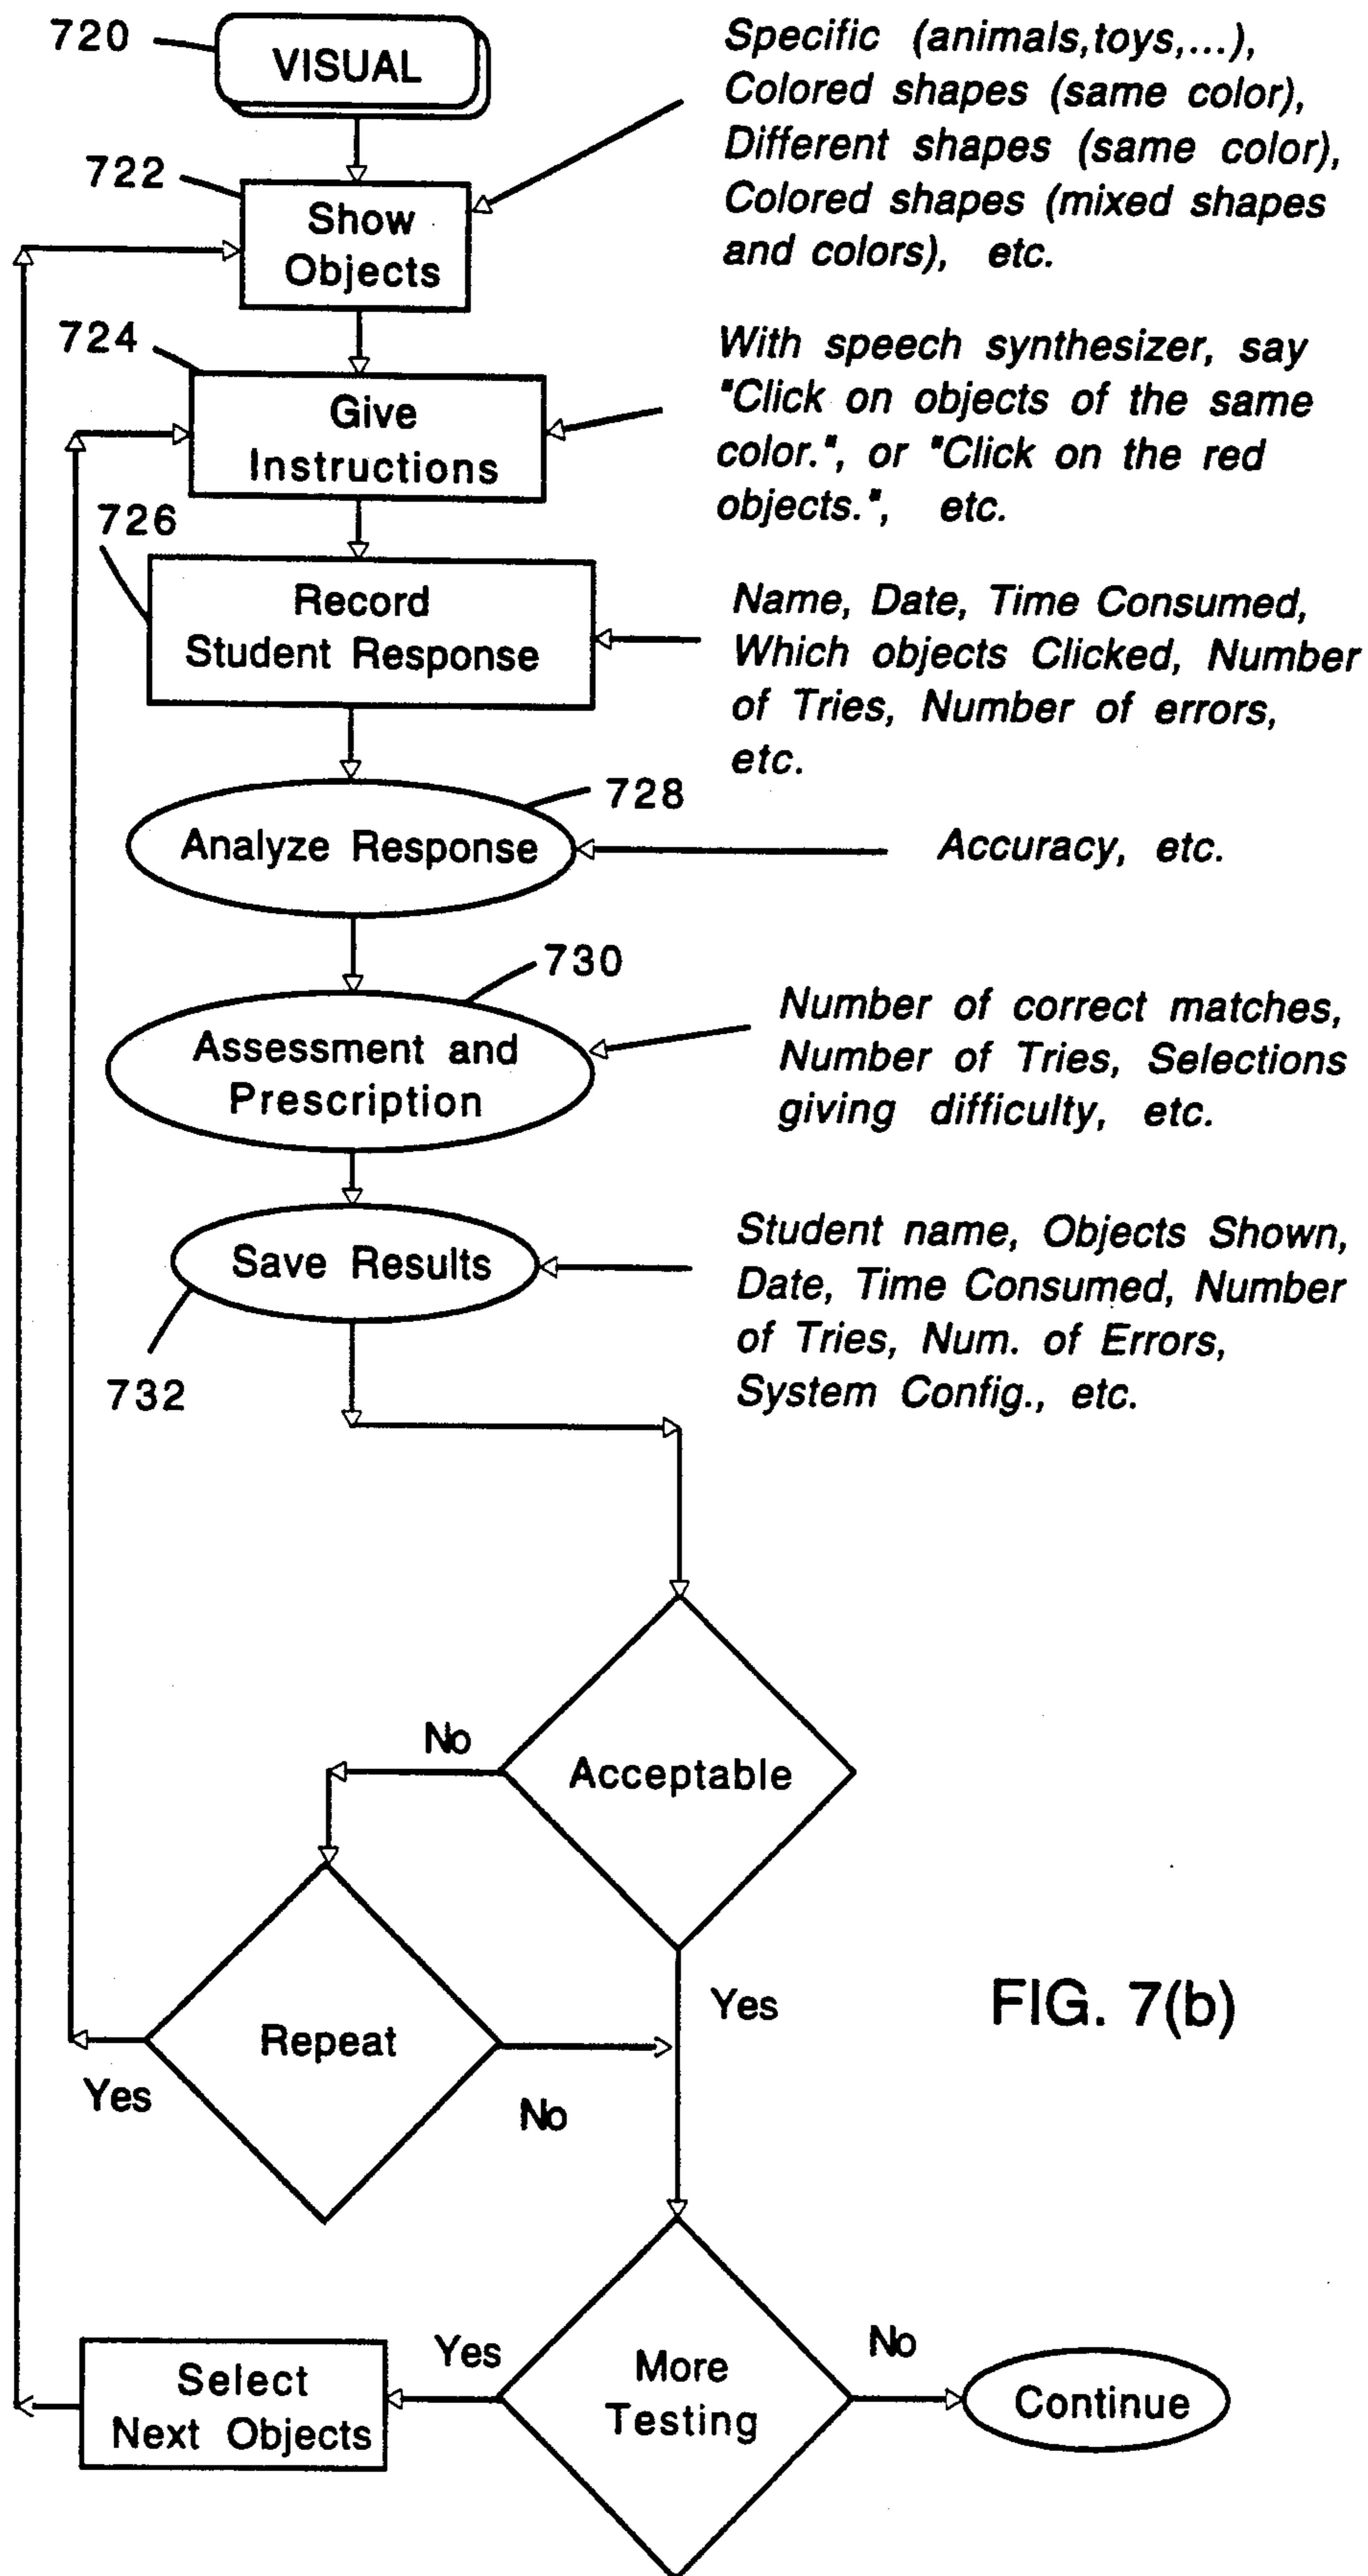 720
VISUAL
Specific (animals,toys,...),
Colored shapes (same color),
Different shapes (same color),
Colored shapes (mixed shapes
and colors), etc.
722
Show
Objects
724
Give
Instructions
With speech synthesizer, say
"Click on objects of the same
color.", or "Click on the red
objects.", etc.
726
Record
Student Response
Name, Date, Time Consumed,
Which objects Clicked, Number
of Tries, Number of errors,
etc.
728
Analyze Response
Accuracy, etc.
730
Assessment and
Prescription
Number of correct matches,
Number of Tries, Selections
giving difficulty, etc.
Save Results
732
Student name, Objects Shown,
Date, Time Consumed, Number
of Tries, Num. of Errors,
System Config., etc.
No
Acceptable
Yes
Repeat
Yes
No
FIG. 7(b)
Select
Next Objects
Yes
More
Testing
No
Continue